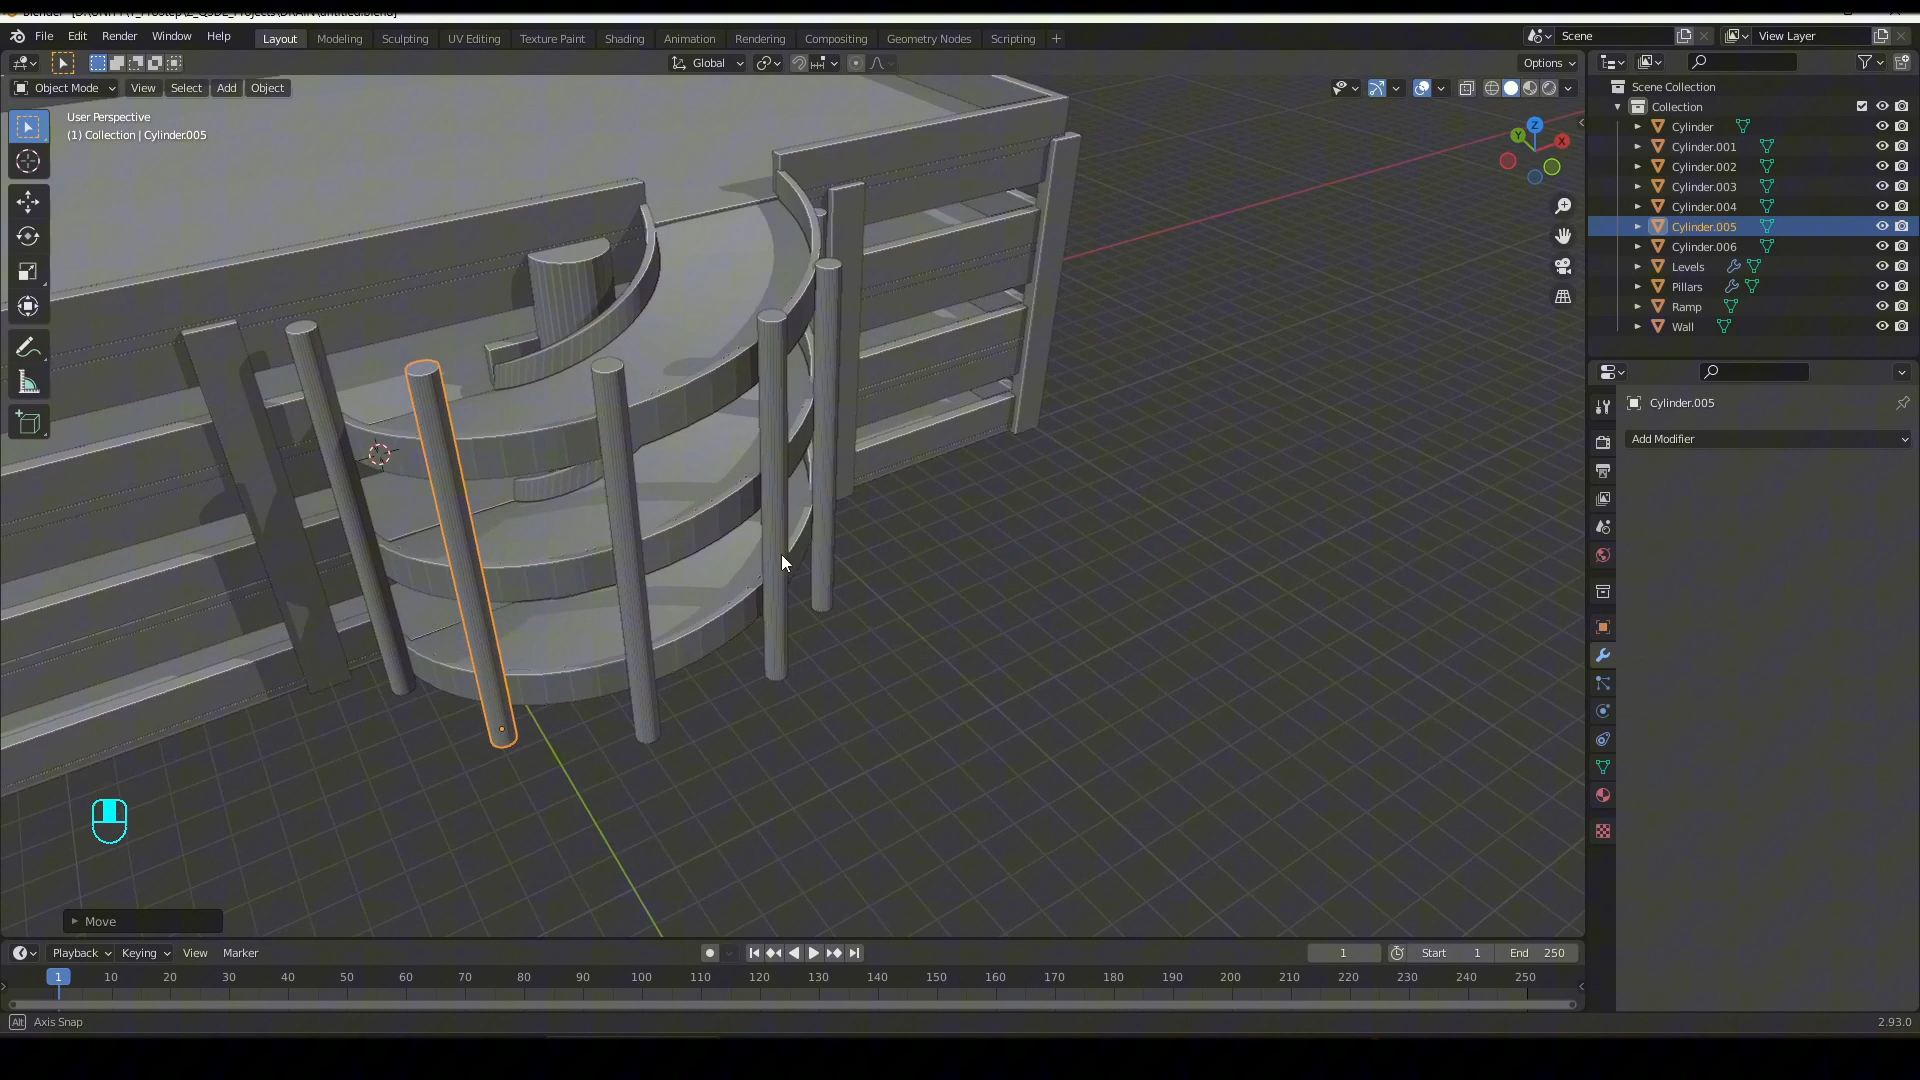 File Edit Render Window Help Layout Modeling Sculpting UV Editing Texture Paint Shading Animation Rendering Compositing Geometry Nodes Scripting + Scene View Layer
Global Options
Object Mode View Select Add Object
User Perspective
(1) Collection | Cylinder.005
Z
Y X
Scene Collection
Collection
Cylinder
Cylinder.001
Cylinder.002
Cylinder.003
Cylinder.004
Cylinder.005
Cylinder.006
Levels
Pillars
Ramp
Wall
Cylinder.005
Add Modifier
Move
Playback Keying View Marker 1 Start 1 End 250
1 10 20 30 40 50 60 70 80 90 100 110 120 130 140 150 160 170 180 190 200 210 220 230 240 250
Alt Axis Snap 2.93.0